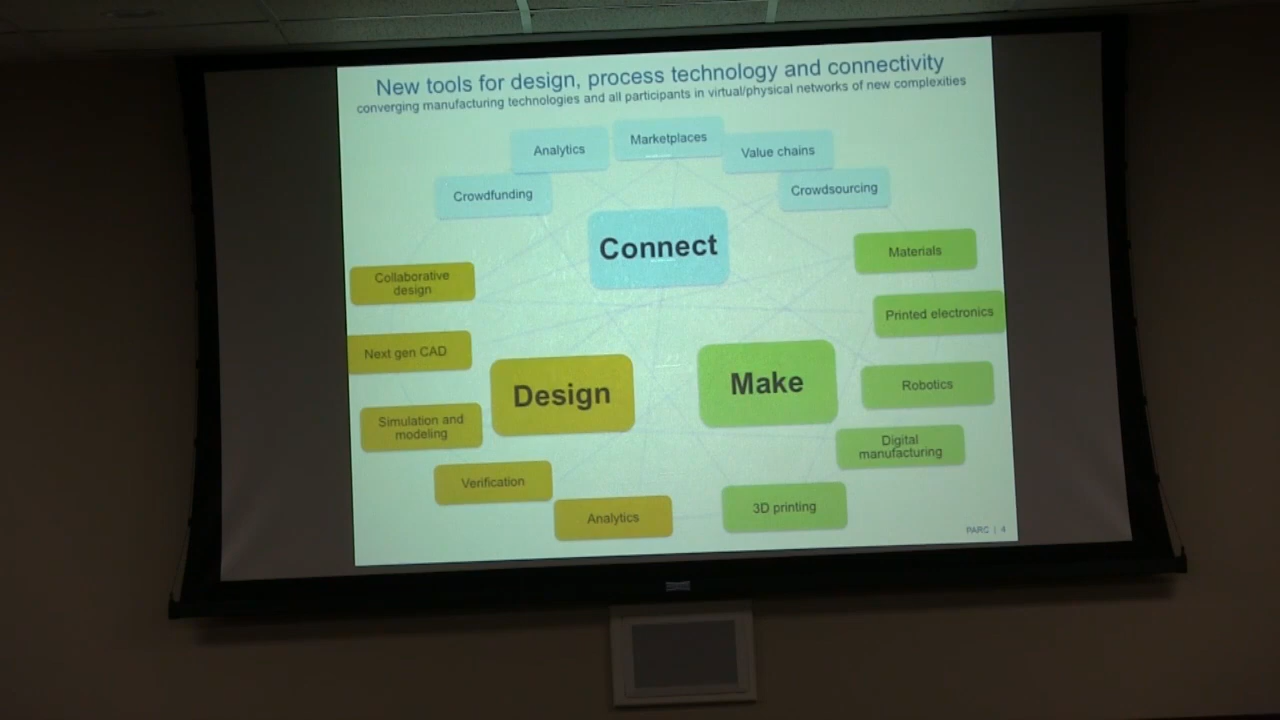 New tools for design, process technology and connectivity
converging manufacturing technologies and all participants in virtual/physical networks of new complexities
Marketplaces
Analytics
Value chains
Crowdfunding
Crowdsourcing
Connect
Materials
Collaborative
design
Printed electronics
Next gen CAD
Design
Make
Robotics
Simulation and
modeling
Digital
manufacturing
Verification
Analytics
3D printing
PARC | 4